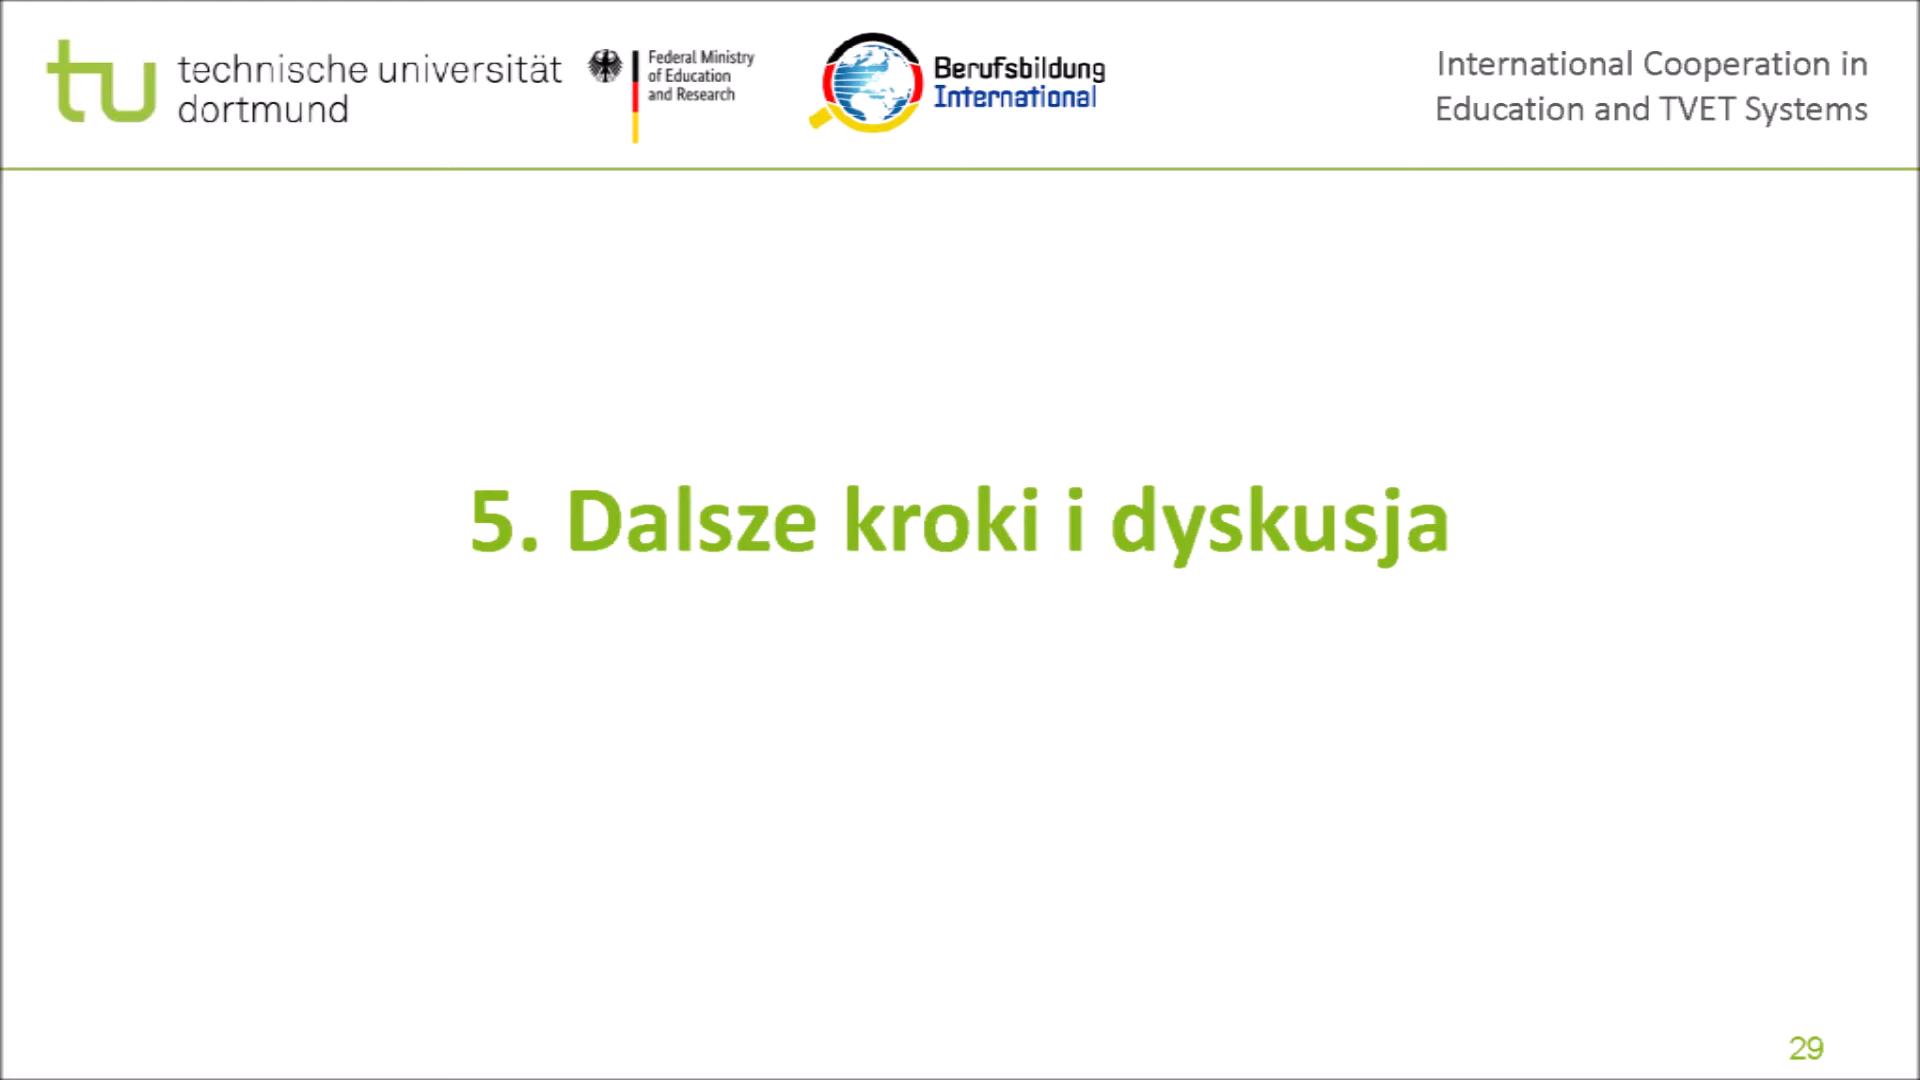 technische universität
dortmund
Federal Ministry
of Education
and Research
Berufsbildung
International
International Cooperation in
Education and TVET Systems
5. Dalsze kroki i dyskusja
29